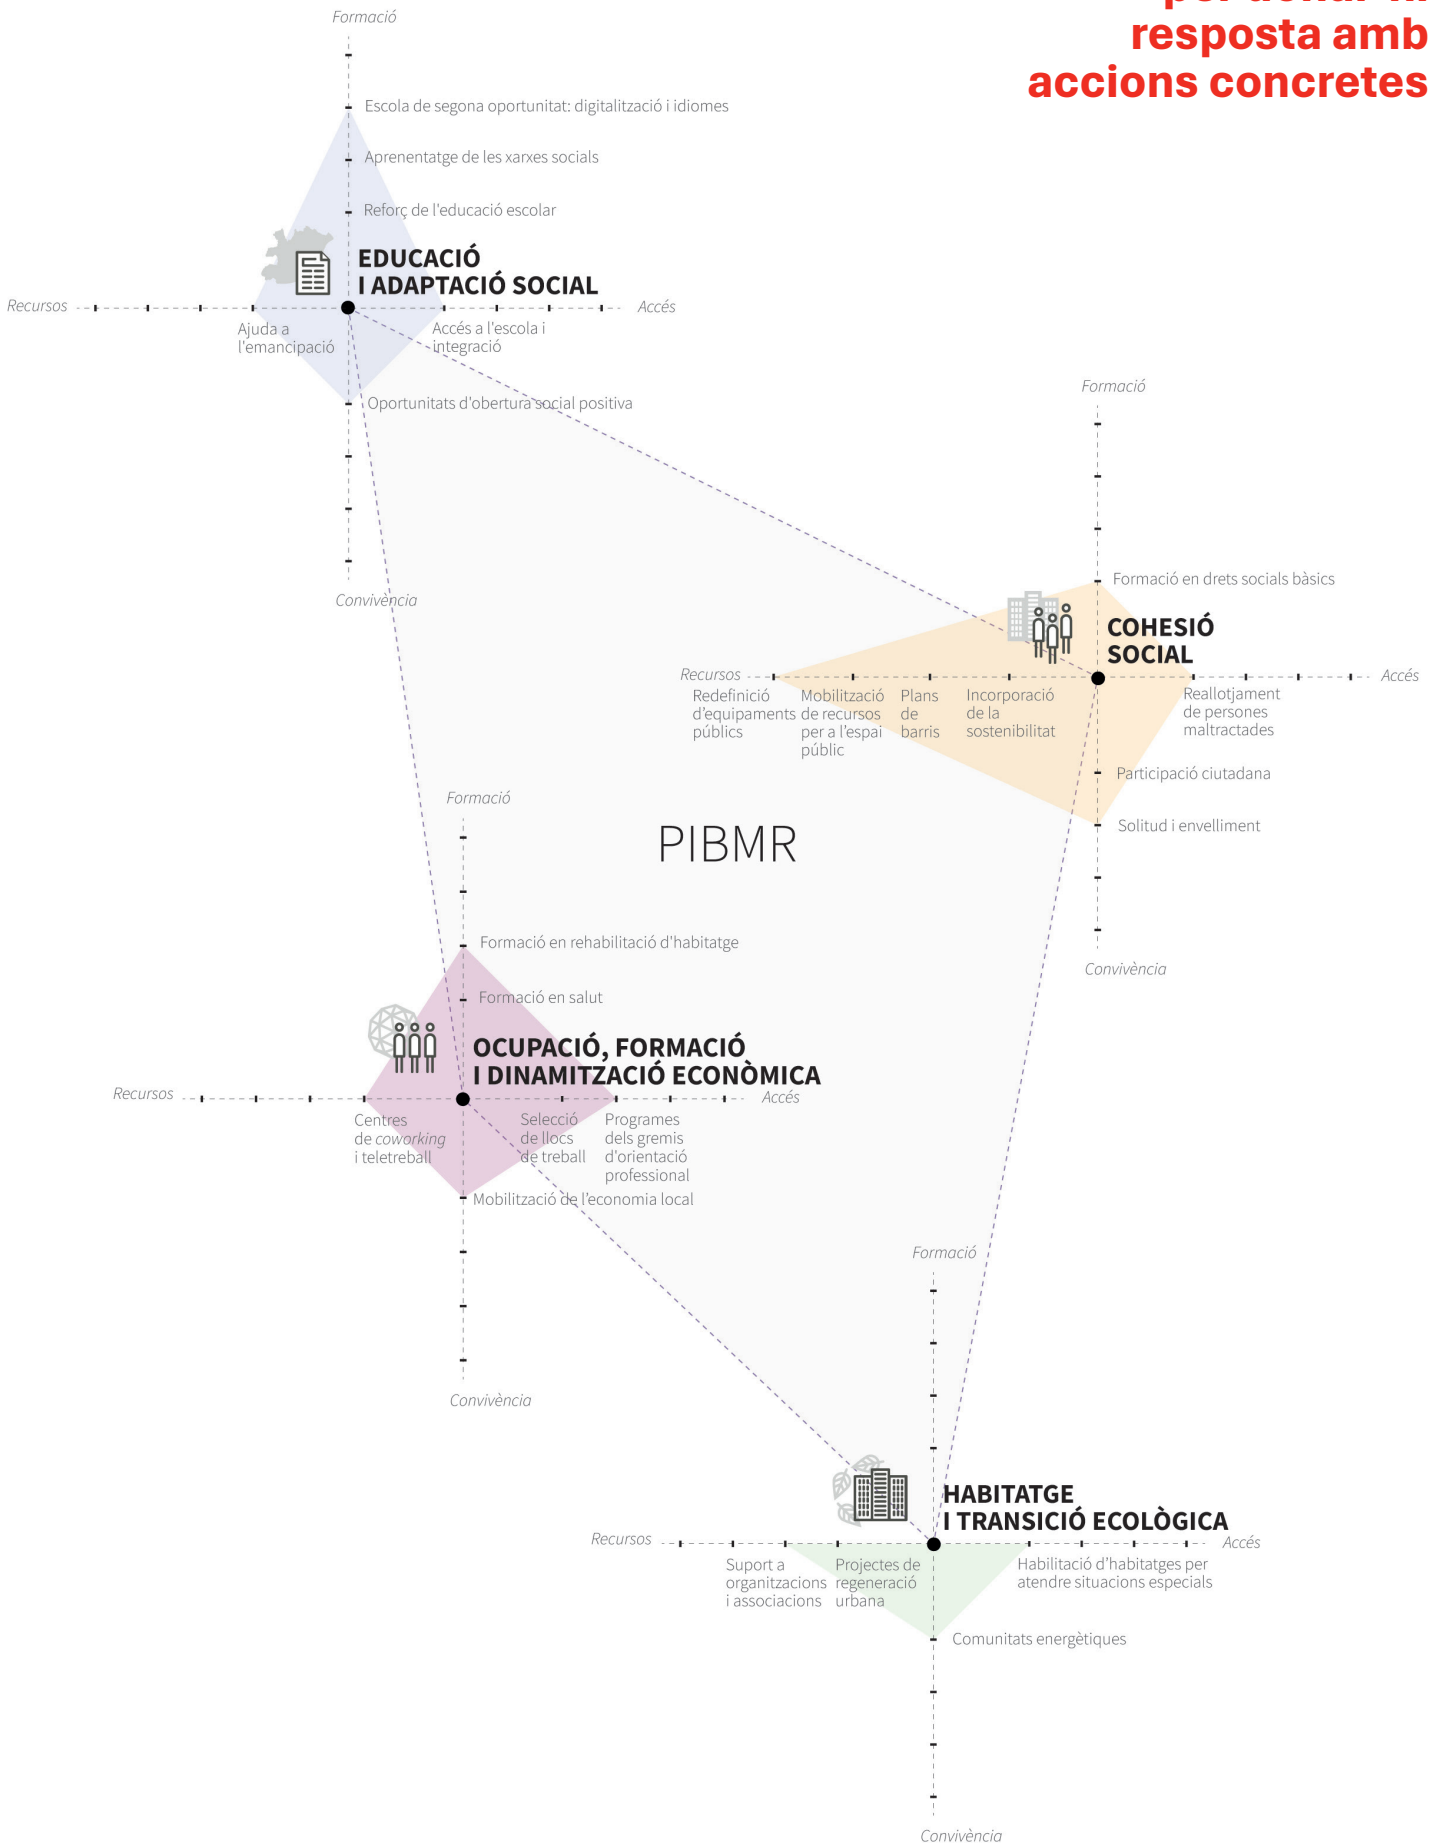 resposta amb
accions concretes
Formació
Escola de segona oportunitat: digitalització i idiomes
Aprenentatge de les xarxes socials
Reforç de l'educació escolar
EDUCACIÓ
I ADAPTACIÓ SOCIAL
Recursos
Accés
Ajuda a
l'emancipació
Accés a l'escola i
integració
Oportunitats d'obertura social positiva
Convivència
Formació
Formació en drets socials bàsics
COHESIÓ
SOCIAL
Recursos
Accés
Redefinició
d'equipaments
públics
Mobilització
de recursos
per a l'espai
públic
Plans
de
barris
Incorporació
de la
sostenibilitat
Reallotjament
de persones
maltractades
Participació ciutadana
Solitud i envelliment
Convivència
PIBMR
Formació
Formació en rehabilitació d'habitatge
Formació en salut
OCUPACIÓ, FORMACIÓ
I DINAMITZACIÓ ECONÒMICA
Recursos
Accés
Centres
de coworking
i teletreball
Selecció
de llocs
de treball
Programes
dels gremis
d'orientació
professional
Mobilització de l'economia local
Convivència
Formació
HABITATGE
I TRANSICIÓ ECOLÒGICA
Recursos
Accés
Suport a
organitzacions
i associacions
Projectes de
regeneració
urbana
Habilitació d'habitatges per
atendre situacions especials
Comunitats energètiques
Convivència